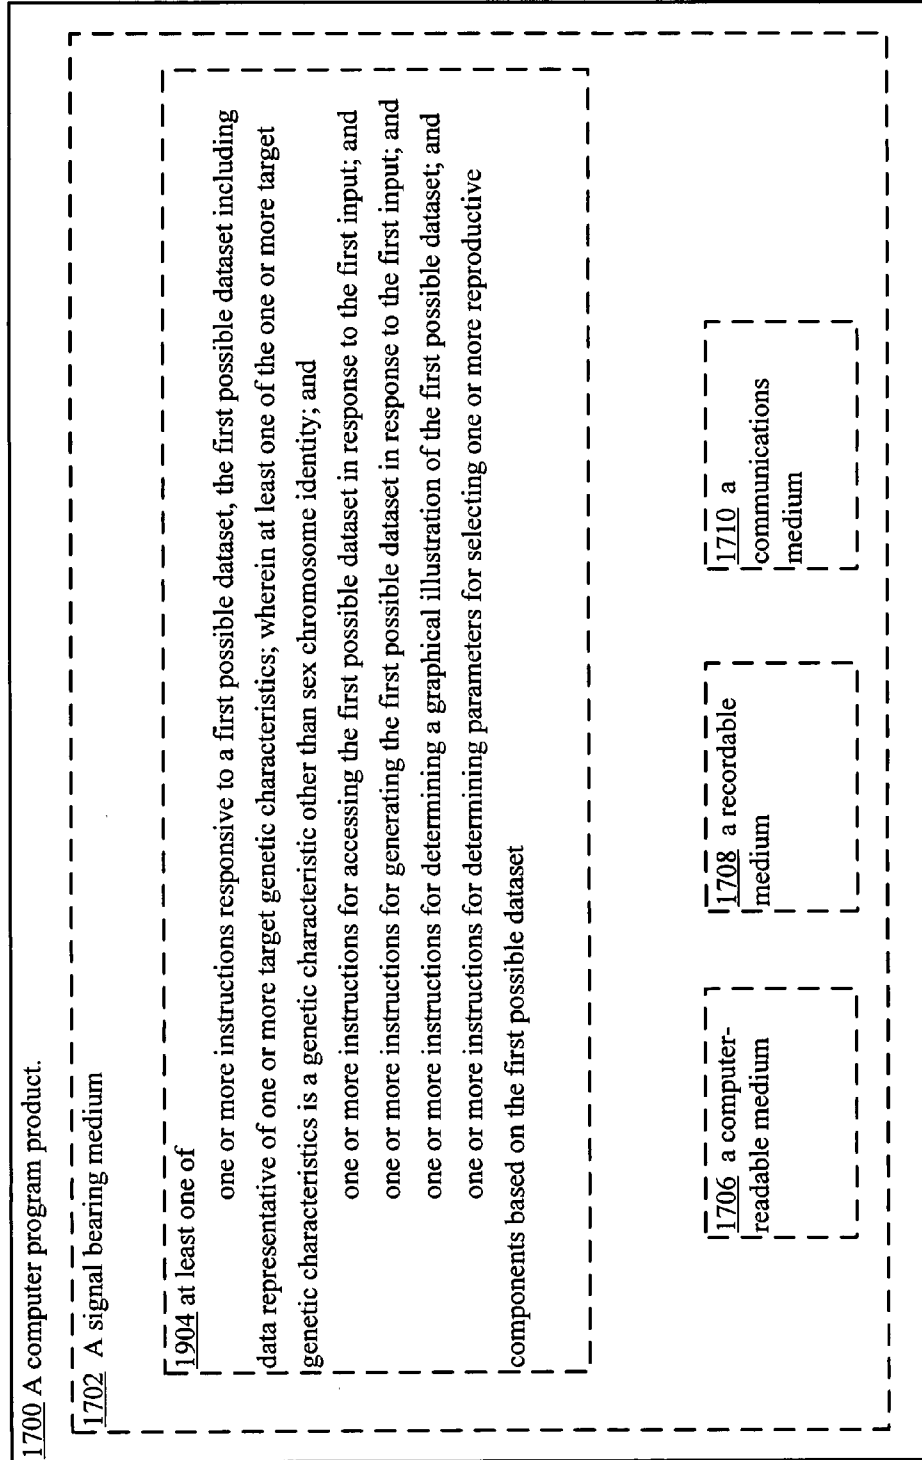 1700 A computer program product.
1702 A signal bearing medium
1904 at least one of
one or more instructions responsive to a first possible dataset, the first possible dataset including
data representative of one or more target genetic characteristics; wherein at least one of the one or more target
genetic characteristics is a genetic characteristic other than sex chromosome identity; and
one or more instructions for accessing the first possible dataset in response to the first input; and
one or more instructions for generating the first possible dataset in response to the first input; and
one or more instructions for determining a graphical illustration of the first possible dataset; and
one or more instructions for determining parameters for selecting one or more reproductive
components based on the first possible dataset
1706 a computer-
readable medium
1708 a recordable
medium
1710 a
communications
medium